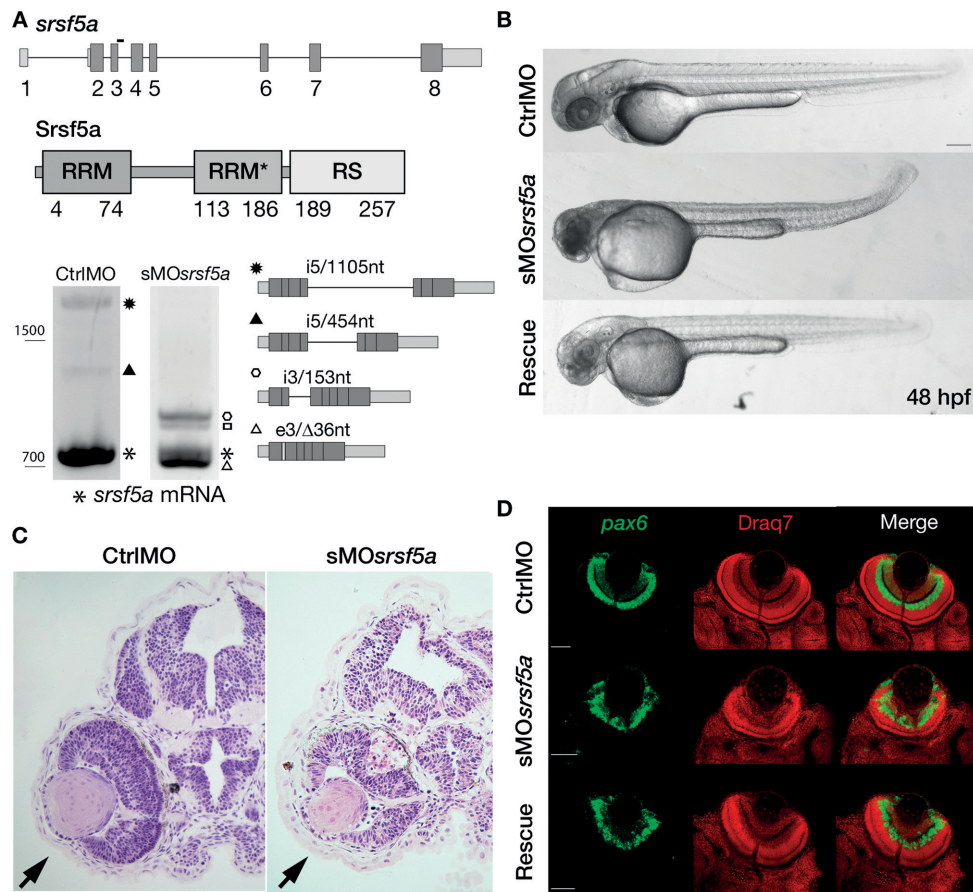 A
srsf5a
1 2 3 4 5 6 7 8
Srsf5a
RRM RRM* RS
4 74 113 186 189 257
CtrlMO sMOsrsf5a
1500
700
i5/1105nt
i5/454nt
i3/153nt
e3/Δ36nt
* srsf5a mRNA
B
CtrlMO
sMOsrsf5a
Rescue
48 hpf
C
CtrlMO sMOsrsf5a
D
pax6 Draq7 Merge
CtrlMO
sMOsrsf5a
Rescue